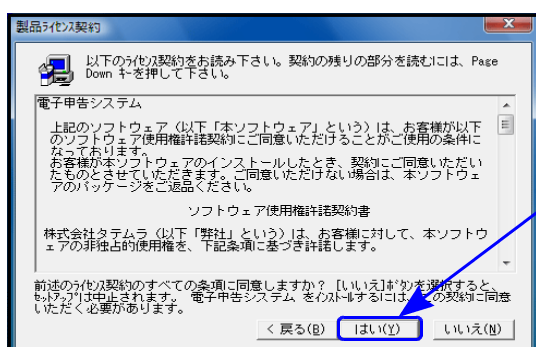 製品ﾗｲｾﾝｽ契約
以下のﾗｲｾﾝｽ契約をお読み下さい。契約の残りの部分を読むには、Page
Down ｷｰを押して下さい。
電子申告システム
上記のソフトウェア（以下「本ソフトウェア」という）は、お客様が以下
のソフトウェア使用権許諾契約にご同意いただけることがご使用の条件に
なっております。
お客様が本ソフトウェアのインストールしたとき、契約にご同意いただい
たものとさせていただきます。ご同意いただけない場合は、本ソフトウェ
アのパッケージをご返品ください。
ソフトウェア使用権許諾契約書
株式会社タテムラ（以下「弊社」という）は、お客様に対して、本ソフトウ
ェアの非独占的使用権を、下記条項に基づき許諾します。
前述のﾗｲｾﾝｽ契約のすべての条項に同意しますか？ [いいえ]ﾎﾞﾀﾝを選択すると、
ｾｯﾄｱｯﾌﾟは中止されます。 電子申告システム をｲﾝｽﾄｰﾙするには、この契約に同意
いただく必要があります。
< 戻る(B)
はい(Y)
いいえ(N)